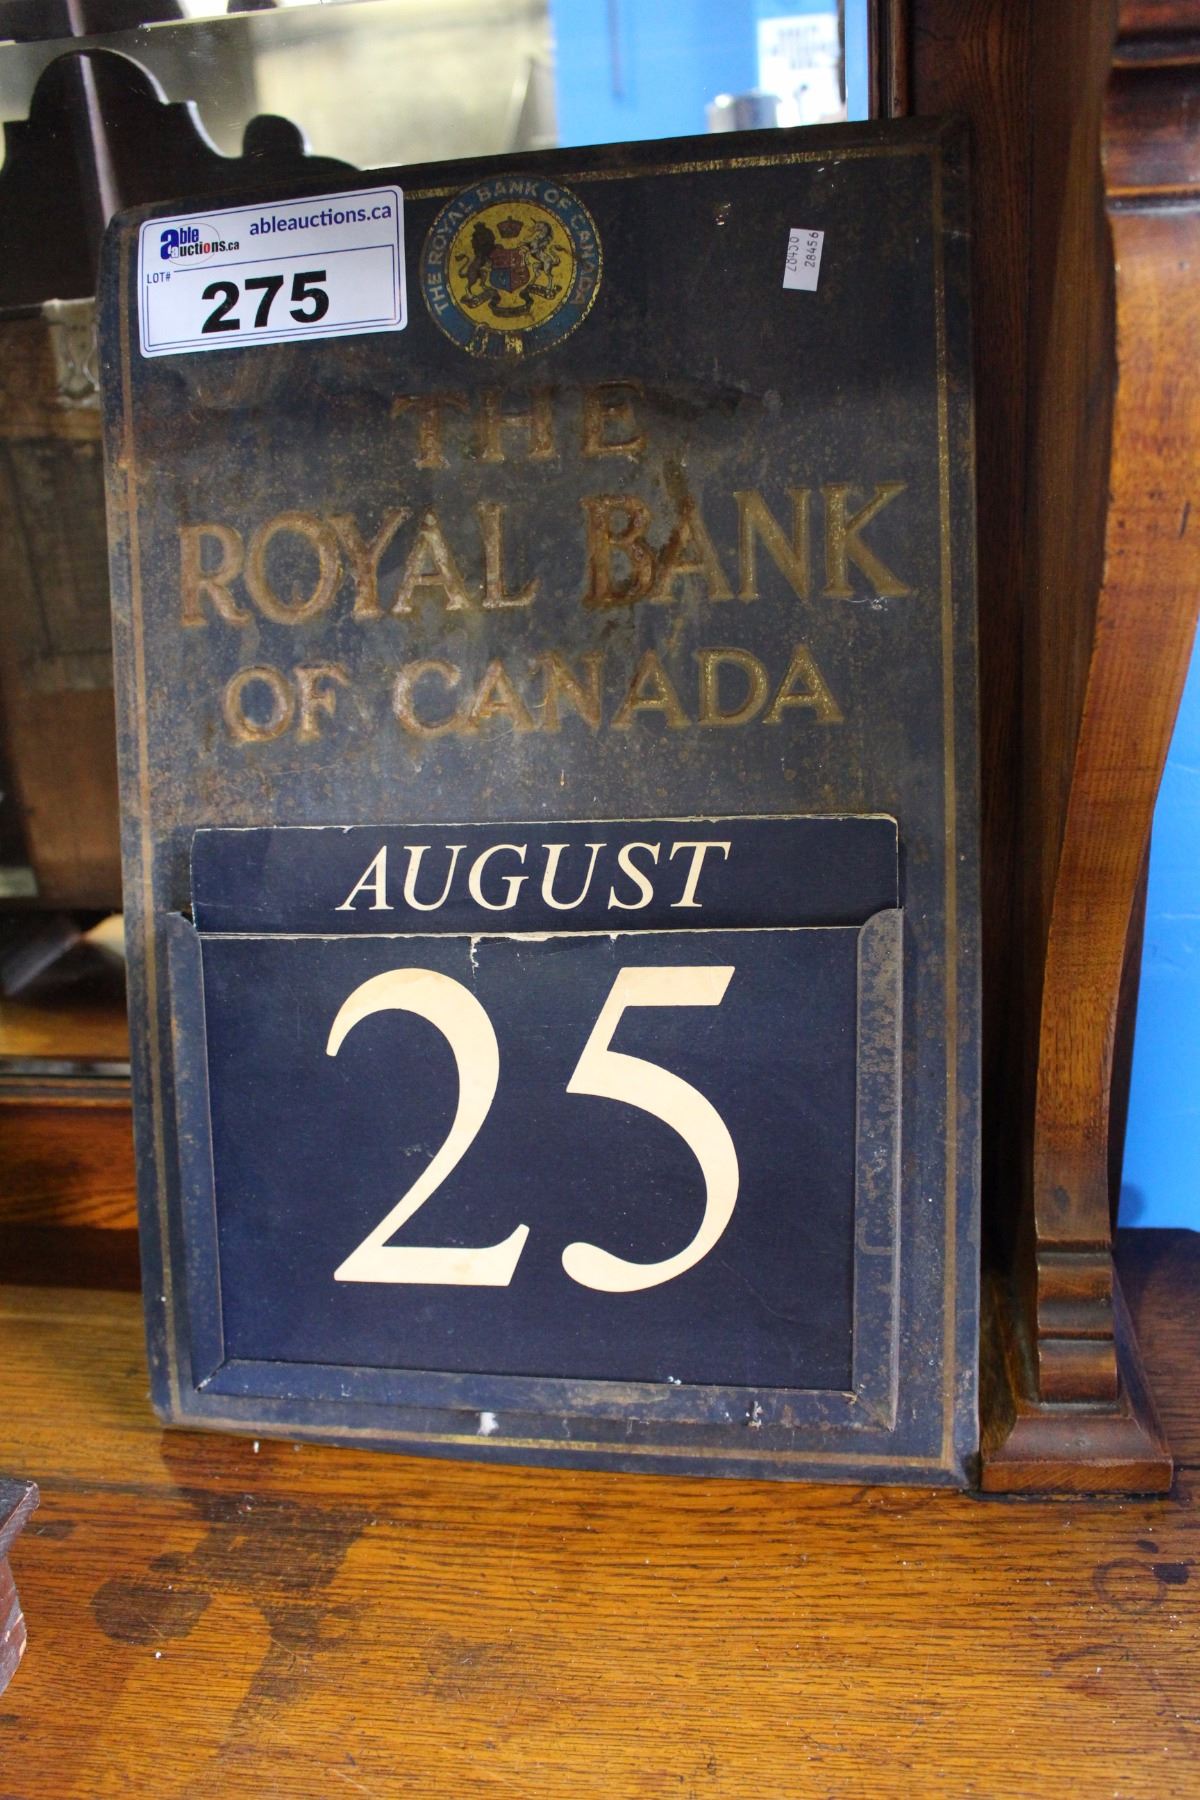 able auctions.ca
ableauctions.ca
LOT#
275
THE ROYAL BANK OF CANADA
28456
28456
THE
ROYAL BANK
OF CANADA
AUGUST
25